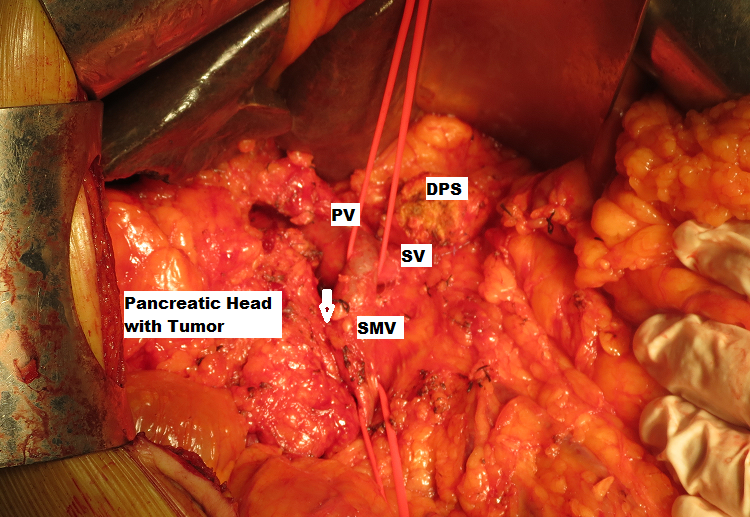 DPS
PV
SV
Pancreatic Head
with Tumor
SMV